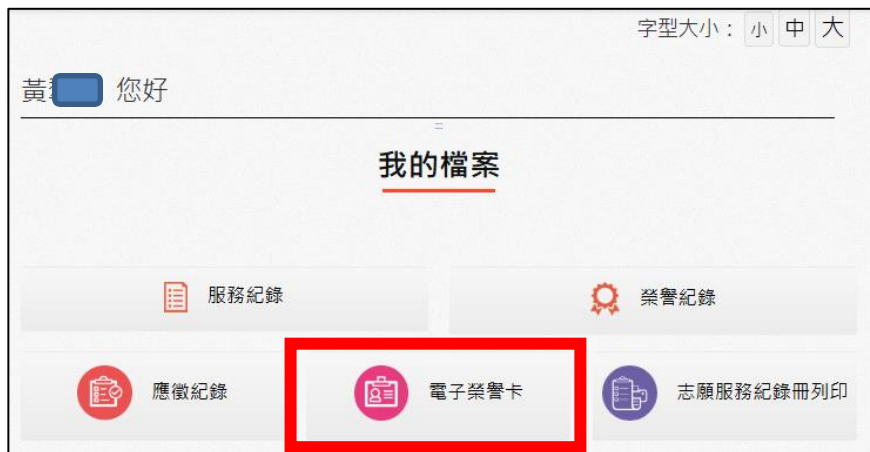 字型大小： 小 中 大
黃 您好
我的檔案
服務紀錄 榮譽紀錄
應徵紀錄 電子榮譽卡 志願服務紀錄冊列印